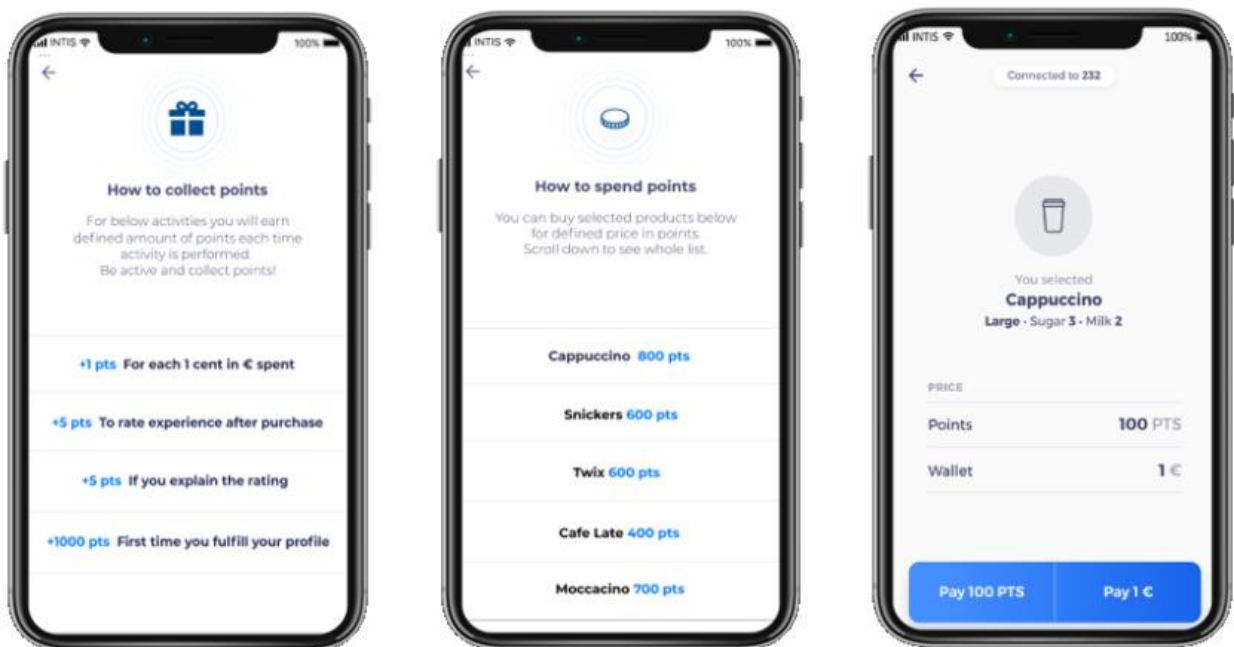 INTIS 100%
How to collect points
For below activities you will earn
defined amount of points each time
activity is performed.
Be active and collect points!
+1 pts For each 1 cent in € spent
+5 pts To rate experience after purchase
+5 pts If you explain the rating
+1000 pts First time you fulfill your profile
INTIS 100%
How to spend points
You can buy selected products below
for defined price in points.
Scroll down to see whole list.
Cappuccino 800 pts
Snickers 600 pts
Twix 600 pts
Cafe Late 400 pts
Moccacino 700 pts
INTIS 100%
Connected to 232
You selected
Cappuccino
Large · Sugar 3 · Milk 2
PRICE
Points 100 PTS
Wallet 1 €
Pay 100 PTS Pay 1 €